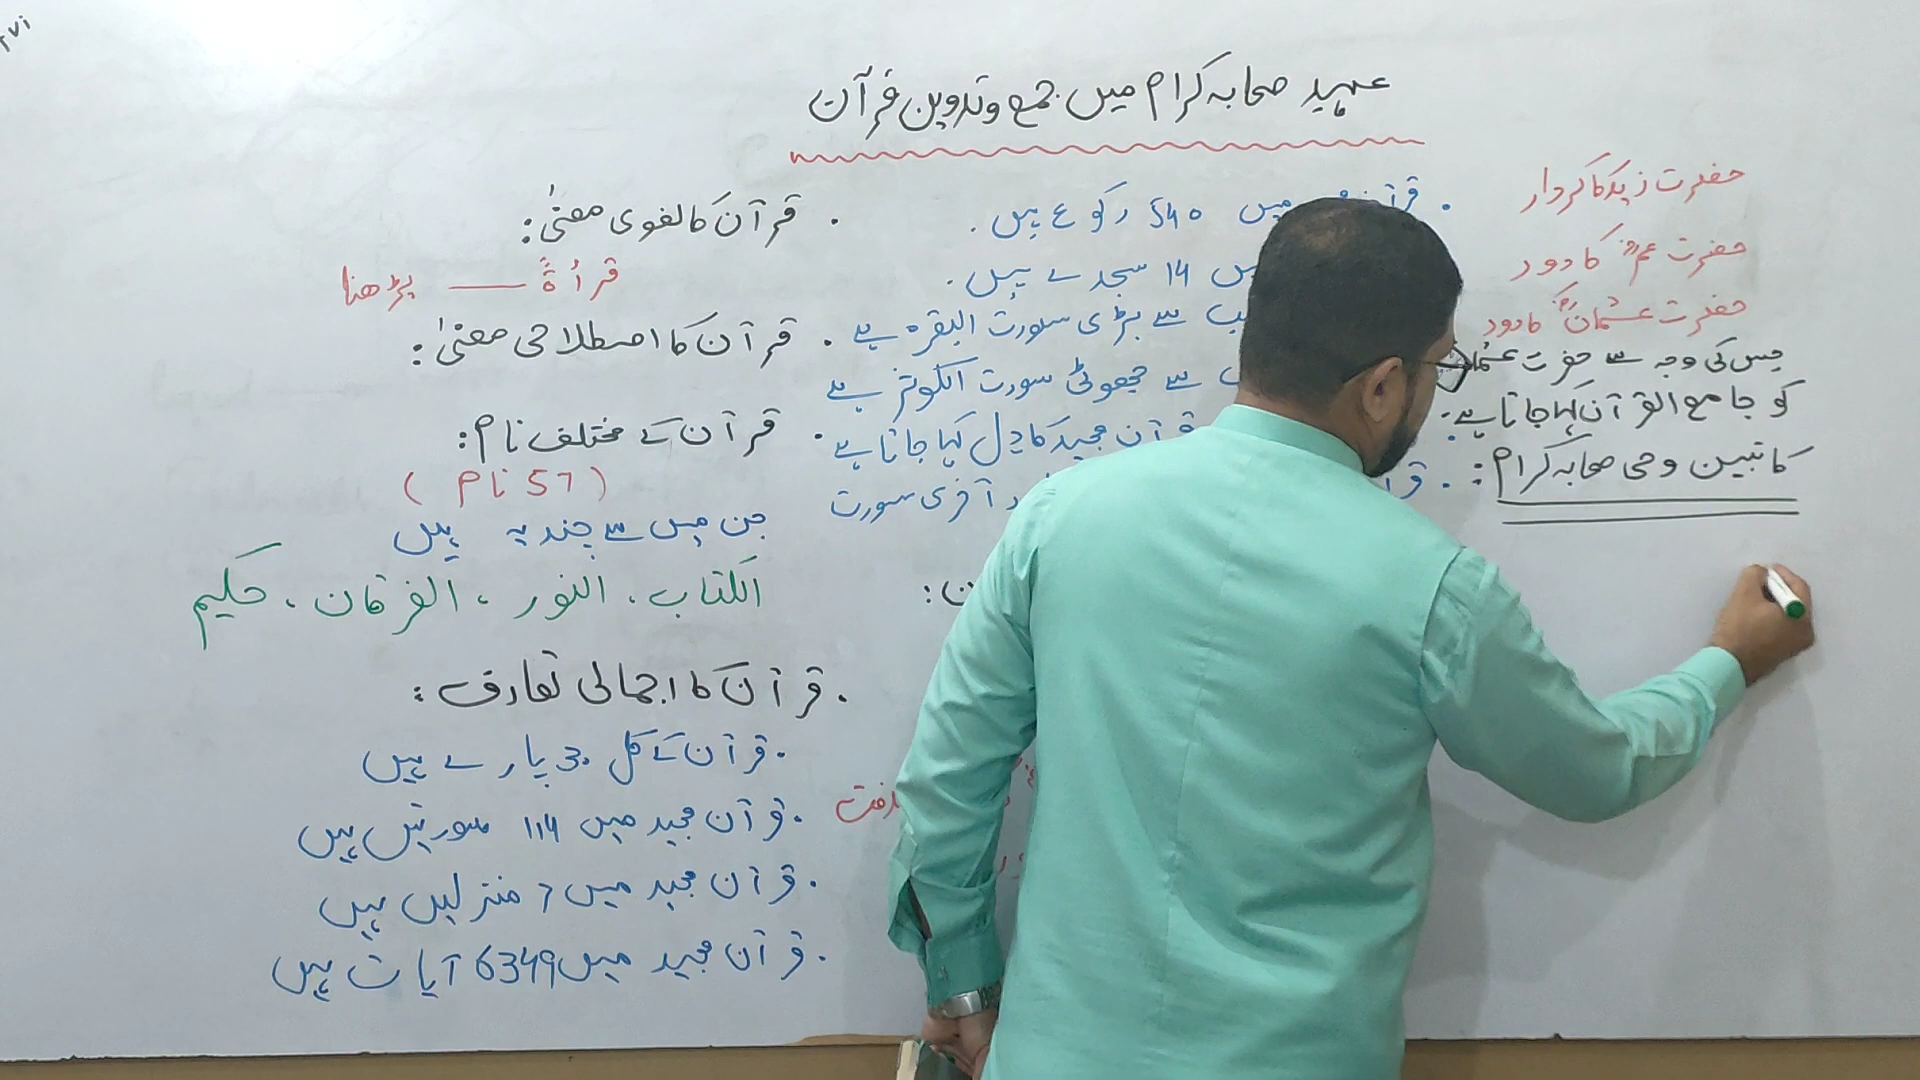 عہد صحابہ کرام میں جمع و تدوین قرآن
حضرت زید کا کردار
حضرت عمرؓ کا دور
حضرت عثمانؓ کا دور
جس کی وجہ سے حضرت
کو جامع القرآن کہا جاتا ہے۔
کاتبین وحی صحابہ کرام:
میں 540 رکوع ہیں۔
14 سجدے ہیں۔
سے بڑی سورت البقرہ ہے
سے چھوٹی سورت الکوثر ہے
قرآن مجید کا دل کہا جاتا ہے
آخری سورت
• قرآن کا لغوی معنیٰ:
قرأۃً — پڑھنا
• قرآن کا اصطلاحی معنیٰ:
• قرآن کے مختلف نام:
(57 نام)
جن میں سے چند یہ ہیں
الکتاب، النور، الفرقان، حکیم
• قرآن کا اجمالی تعارف:
• قرآن کے کل 30 پارے ہیں
• قرآن مجید میں 114 سورتیں ہیں
• قرآن مجید میں 7 منزلیں ہیں
• قرآن مجید میں 6349 آیات ہیں